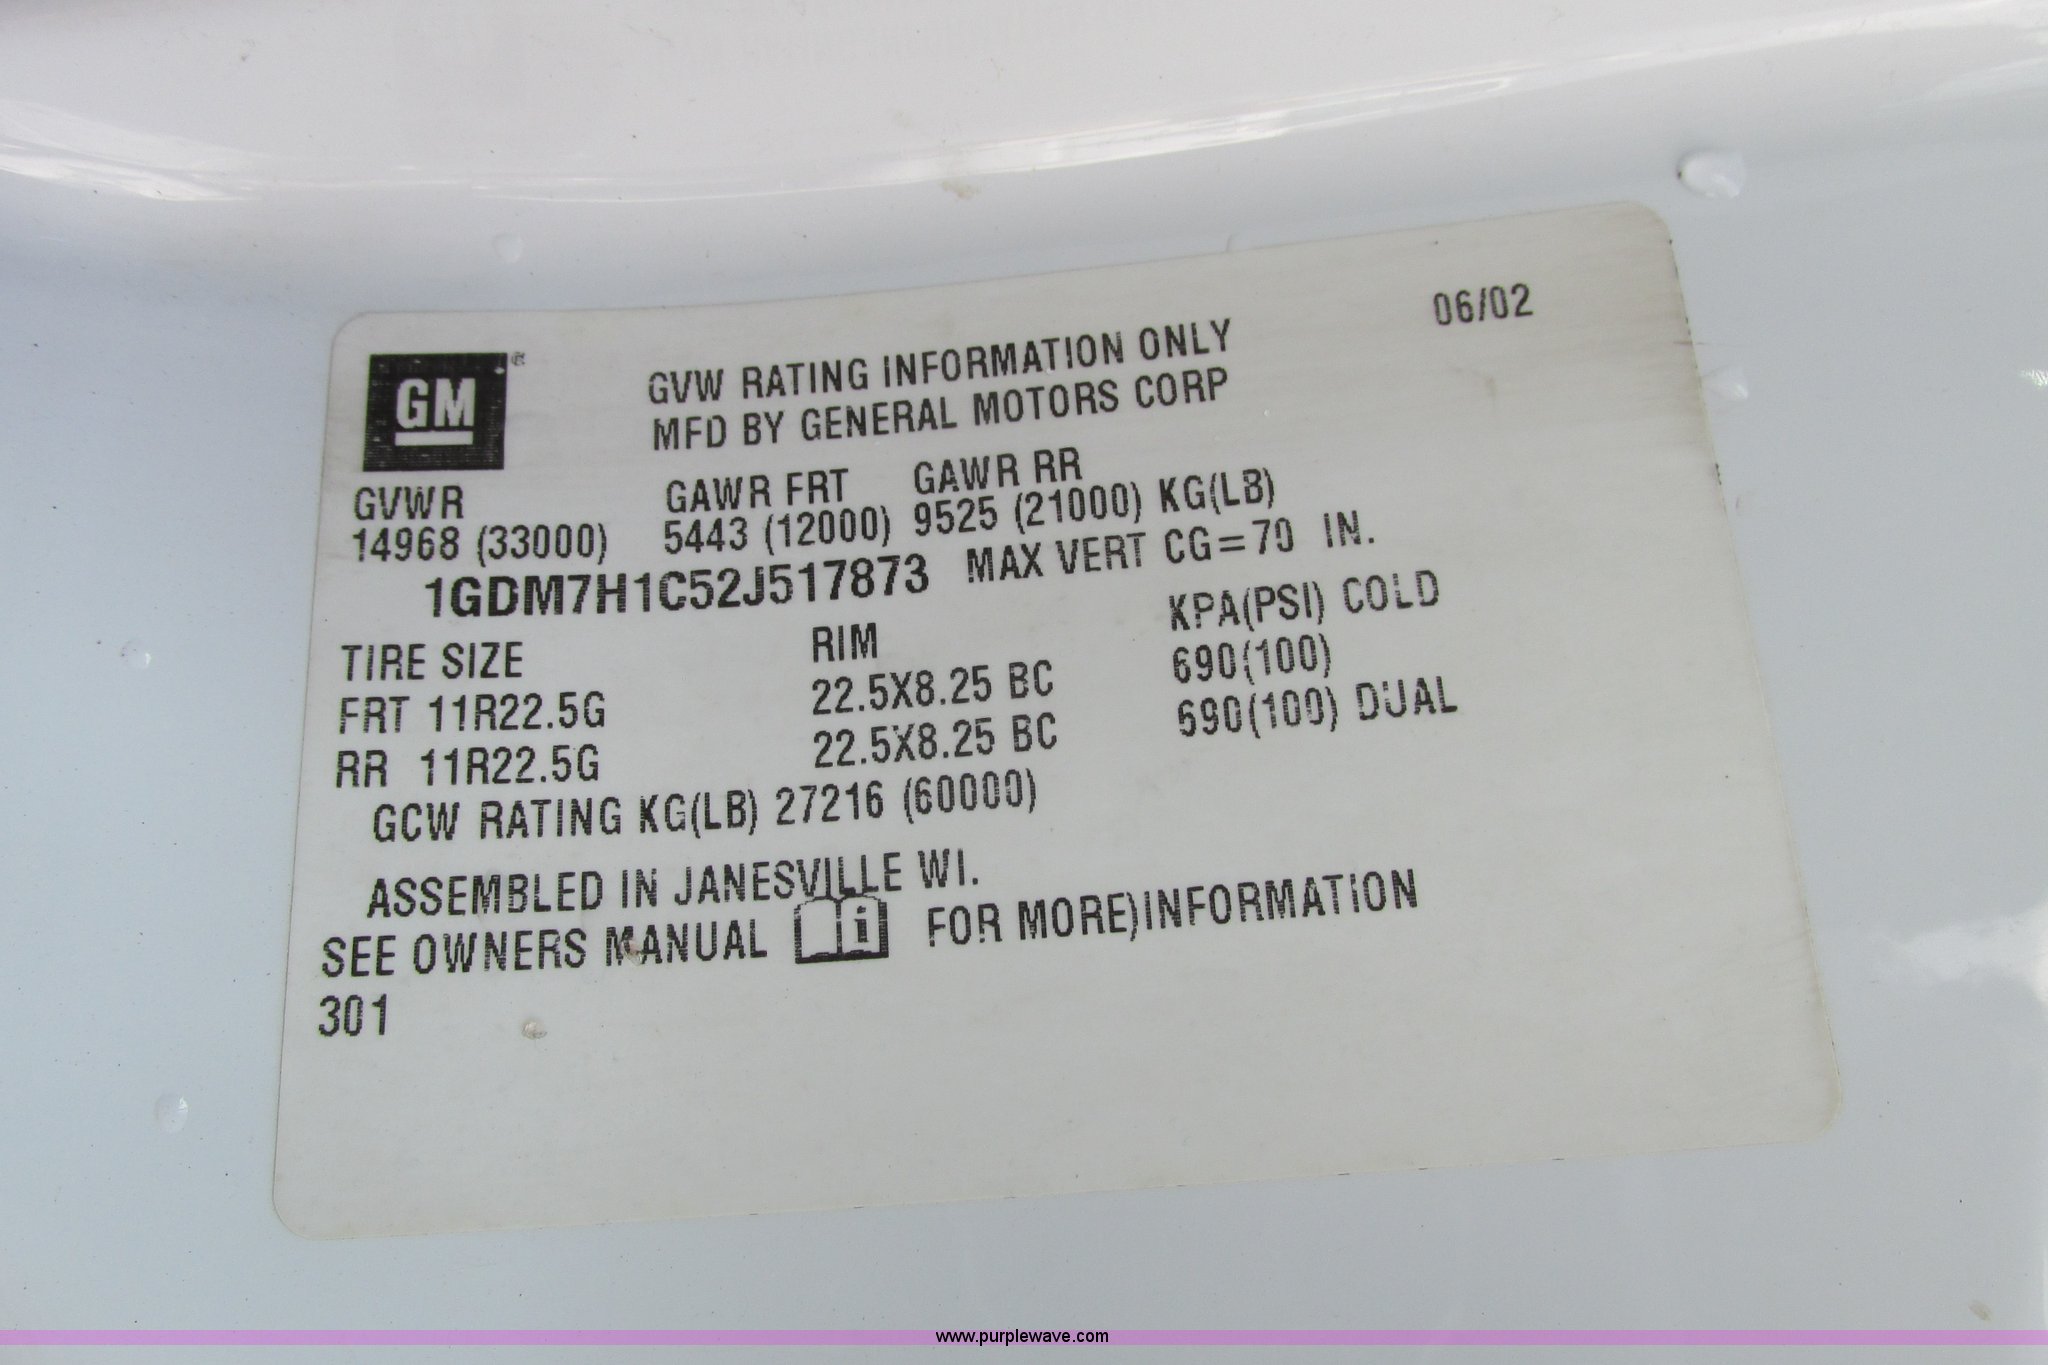 06/02
GM®
GVW RATING INFORMATION ONLY
MFD BY GENERAL MOTORS CORP
GVWR GAWR FRT GAWR RR
14968 (33000) 5443 (12000) 9525 (21000) KG(LB)
1GDM7H1C52J517873 MAX VERT CG=70 IN.
TIRE SIZE RIM KPA(PSI) COLD
FRT 11R22.5G 22.5X8.25 BC 690(100)
RR 11R22.5G 22.5X8.25 BC 690(100) DUAL
GCW RATING KG(LB) 27216 (60000)
ASSEMBLED IN JANESVILLE WI.
SEE OWNERS MANUAL i FOR MORE)INFORMATION
301
www.purplewave.com